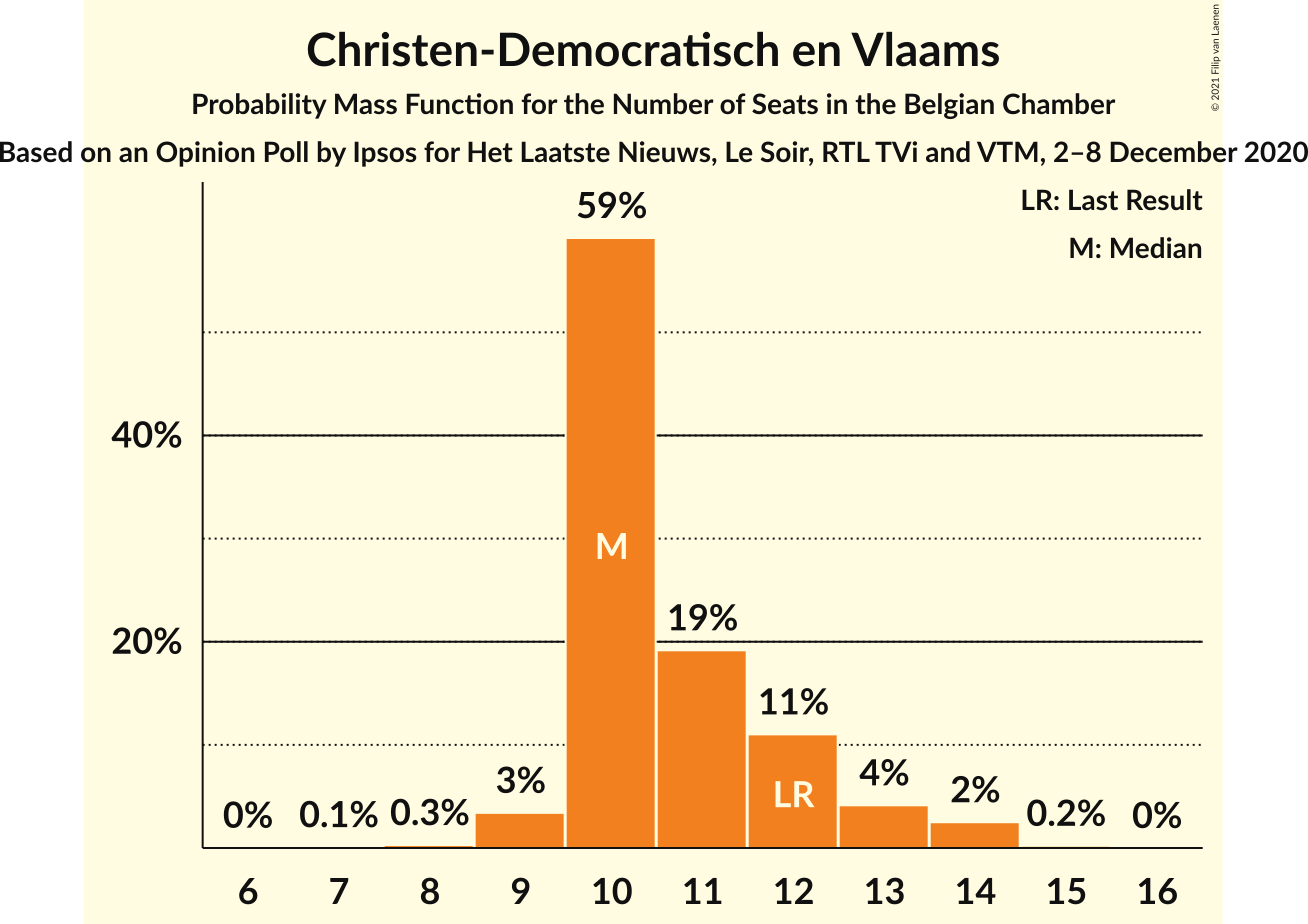 Christen-Democratisch en Vlaams
Probability Mass Function for the Number of Seats in the Belgian Chamber
Based on an Opinion Poll by Ipsos for Het Laatste Nieuws, Le Soir, RTL TVi and VTM, 2–8 December 2020
© 2021 Filip van Laenen
LR: Last Result
M: Median
59%
40%
M
19%
20%
11%
LR
4%
3%
2%
0% 0.1% 0.3%
0.2% 0%
6 7 8 9 10 11 12 13 14 15 16